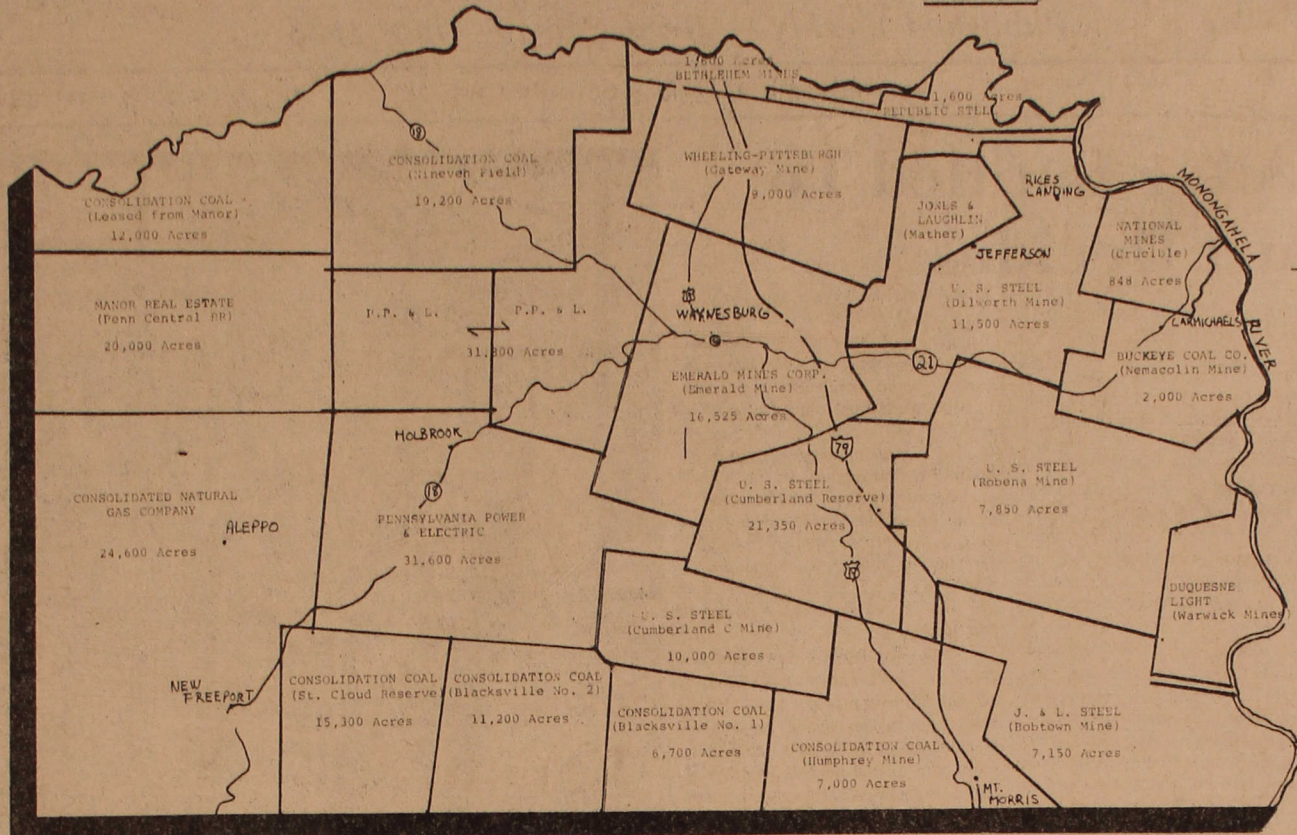 1,600 Acres
BETHLEHEM MINES
1,600 Acres
REPUBLIC STEEL
18
CONSOLIDATION COAL
(Nineveh Field)
19,200 Acres
WHEELING-PITTSBURGH
(Gateway Mine)
9,000 Acres
CONSOLIDATION COAL
(Leased from Manor)
12,000 Acres
JONES &
LAUGHLIN
(Mather)
RICES
LANDING
JEFFERSON
MONONGAHELA
RIVER
NATIONAL
MINES
(Crucible)
848 Acres
U. S. STEEL
(Dilworth Mine)
11,500 Acres
MANOR REAL ESTATE
(Penn Central RR)
20,000 Acres
P.P. & L.
P.P. & L.
31,800 Acres
WAYNESBURG
CARMICHAELS
21
BUCKEYE COAL CO.
(Nemacolin Mine)
2,000 Acres
EMERALD MINES CORP.
(Emerald Mine)
16,525 Acres
HOLBROOK
79
18
U. S. STEEL
(Robena Mine)
7,850 Acres
U. S. STEEL
(Cumberland Reserve)
21,350 Acres
CONSOLIDATED NATURAL
GAS COMPANY
24,600 Acres
ALEPPO
PENNSYLVANIA POWER
& ELECTRIC
31,600 Acres
19
DUQUESNE
LIGHT
(Warwick Mines)
U. S. STEEL
(Cumberland C Mine)
10,000 Acres
NEW
FREEPORT
CONSOLIDATION COAL
(St. Cloud Reserve)
15,300 Acres
CONSOLIDATION COAL
(Blacksville No. 2)
11,200 Acres
CONSOLIDATION COAL
(Blacksville No. 1)
6,700 Acres
CONSOLIDATION COAL
(Humphrey Mine)
7,000 Acres
J. & L. STEEL
(Bobtown Mine)
7,150 Acres
MT.
MORRIS